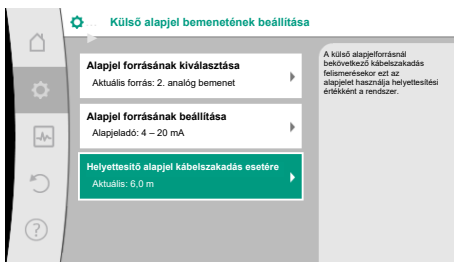 Külső alapjel bemenetének beállítása
Alapjel forrásának kiválasztása
Aktuális forrás: 2. analóg bemenet
Alapjel forrásának beállítása
Alapjeladó: 4 – 20 mA
Helyettesítő alapjel kábelszakadás esetére
Aktuális: 6,0 m
A külső alapjelforrásnál
bekövetkező kábelszakadás
felismerésekor ezt az
alapjelet használja helyettesítési
értékként a rendszer.